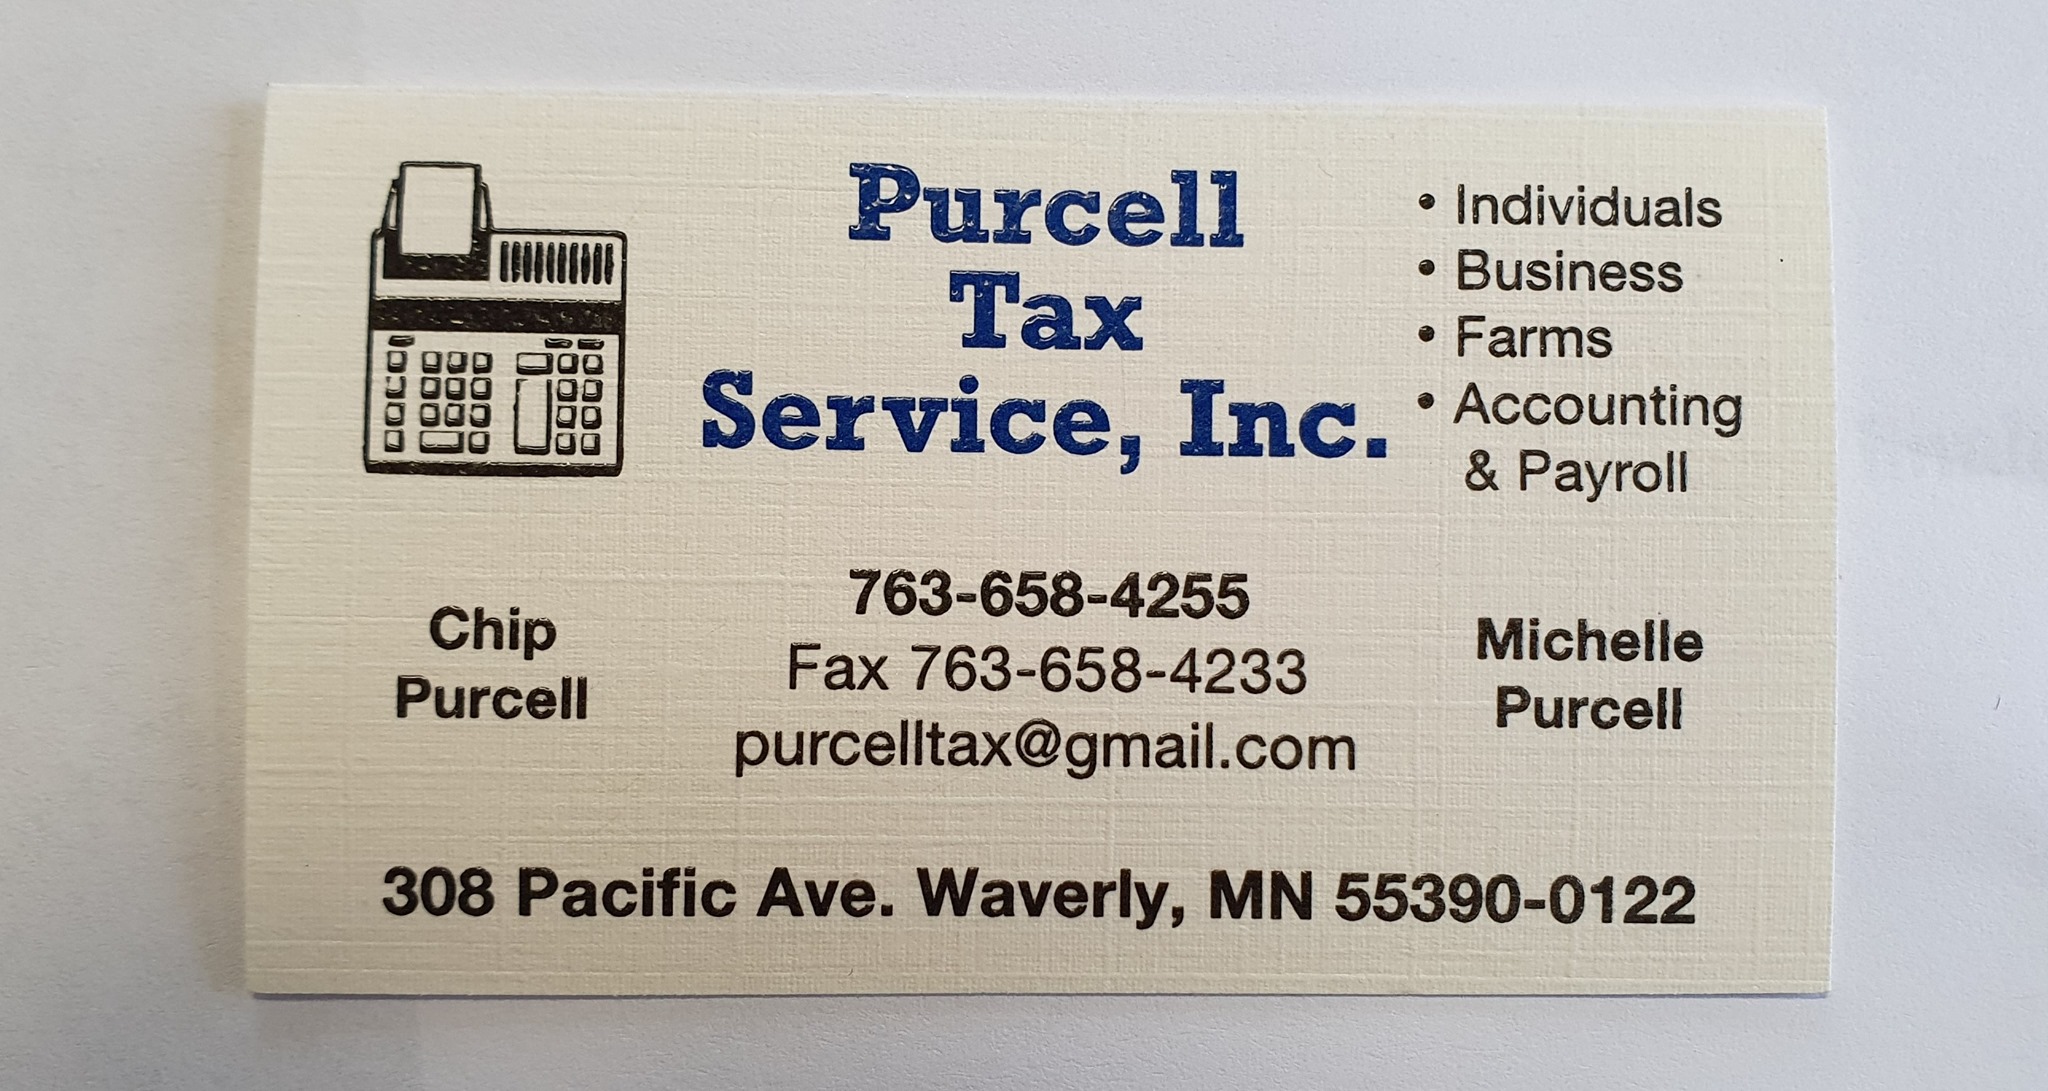 Purcell
Tax
Service, Inc.
• Individuals
• Business
• Farms
• Accounting
& Payroll
Chip
Purcell
763-658-4255
Fax 763-658-4233
purcelltax@gmail.com
Michelle
Purcell
308 Pacific Ave. Waverly, MN 55390-0122